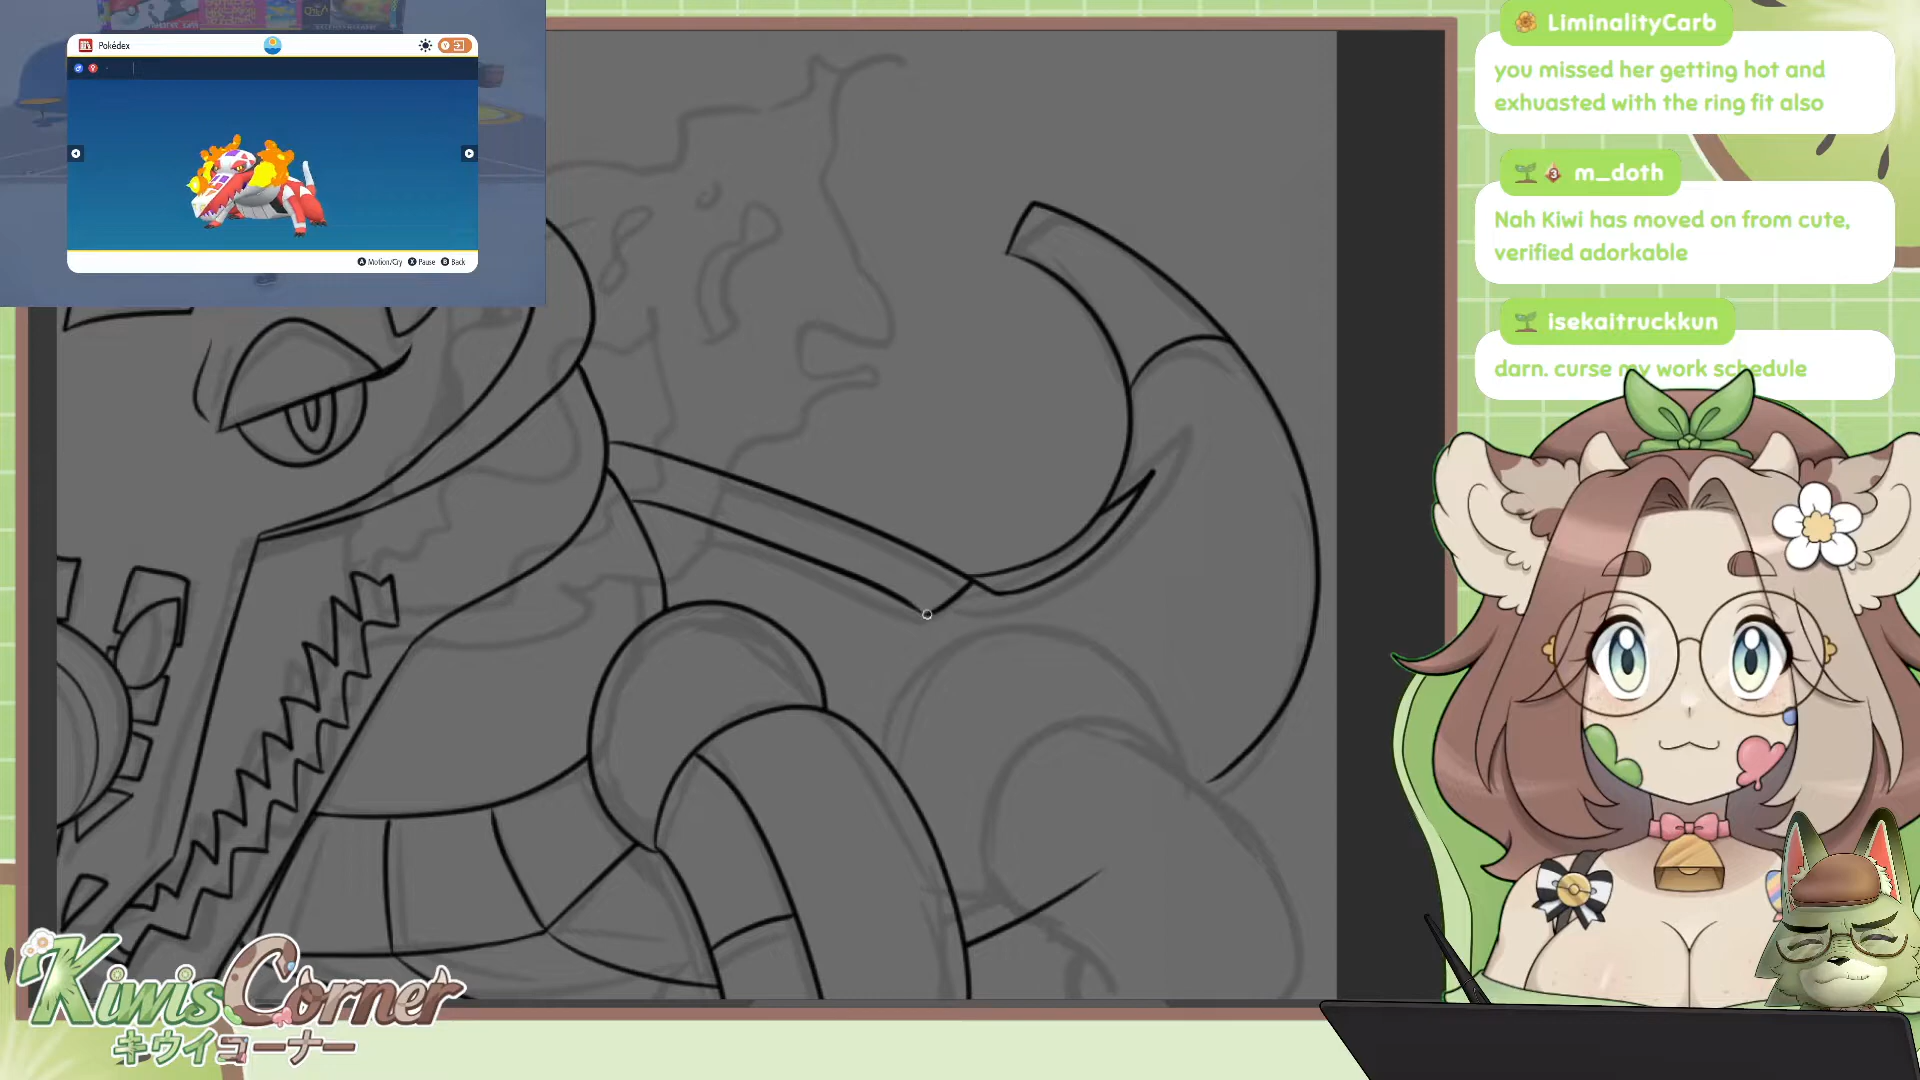 Pokédex
Motion/Cry Pause Back
LiminalityCarb
you missed her getting hot and
exhuasted with the ring fit also
m_doth
Nah Kiwi has moved on from cute,
verified adorkable
isekaitruckkun
darn. curse my work schedule
KiwisCorner
キウイコーナー